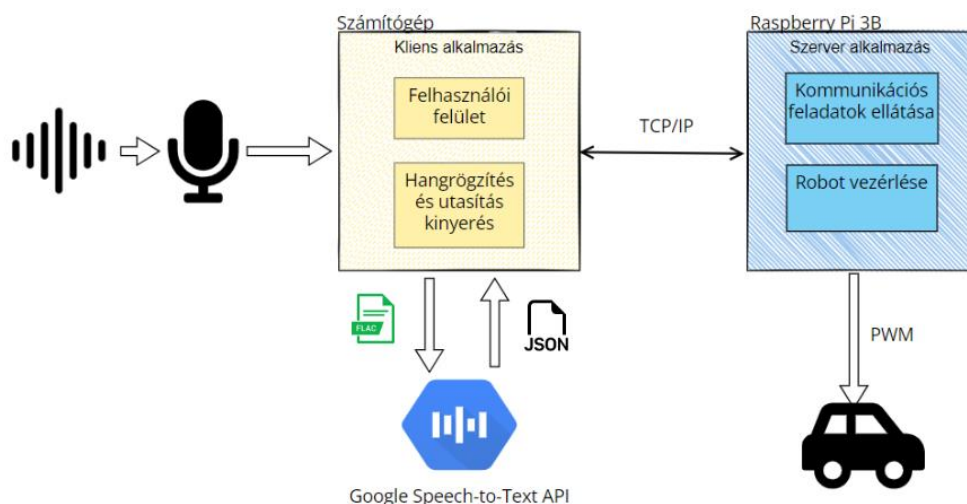 Számítógép
Kliens alkalmazás
Felhasználói
felület
Hangrögzítés
és utasítás
kinyerés
TCP/IP
Raspberry Pi 3B
Szerver alkalmazás
Kommunikációs
feladatok ellátása
Robot vezérlése
FLAC
JSON
PWM
Google Speech-to-Text API